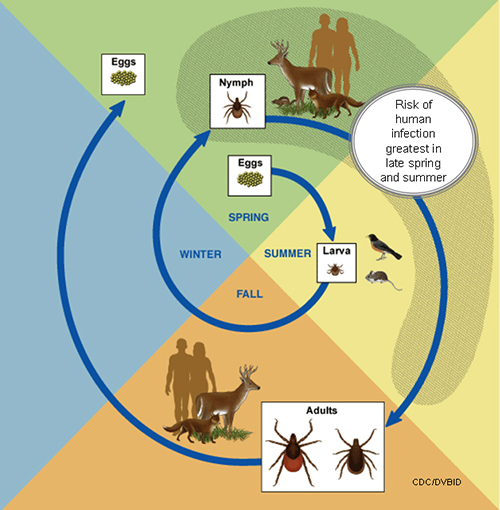 Eggs
Nymph
Risk of
human
infection
greatest in
late spring
and summer
Eggs
SPRING
WINTER
SUMMER
Larva
FALL
Adults
CDC/DVBID